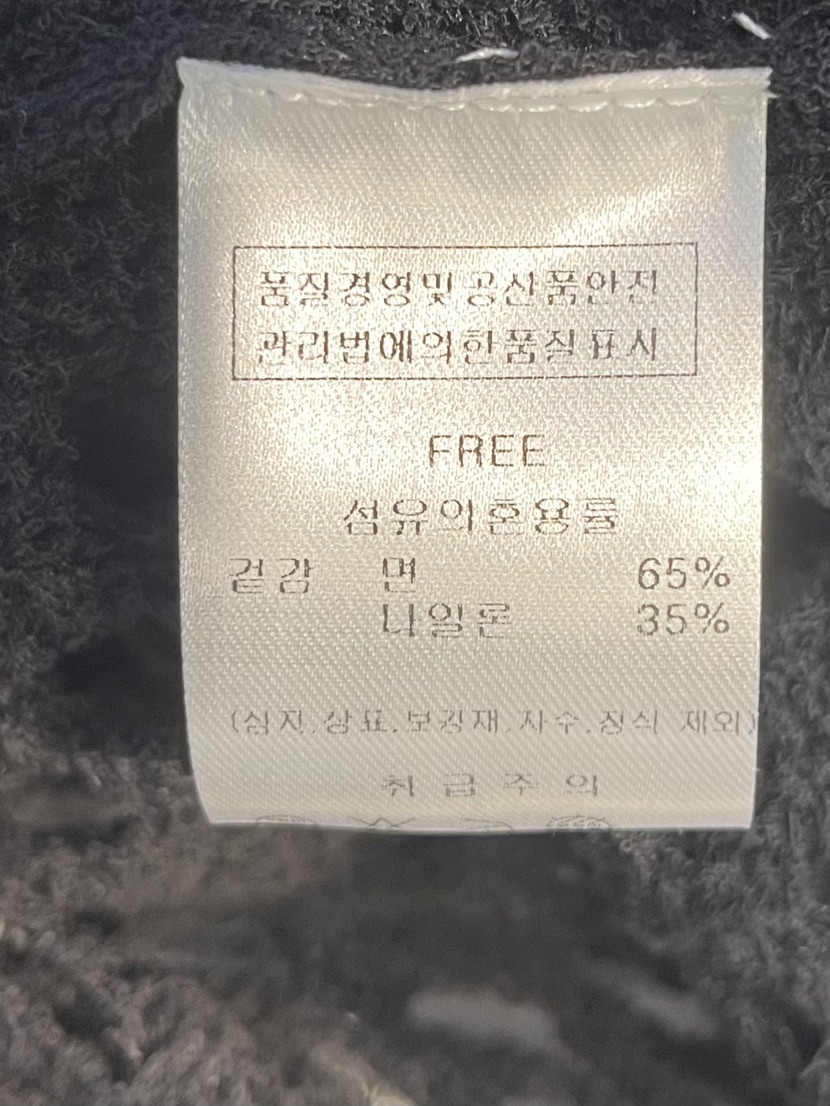 품질경영및공산품안전
관리법에의한품질표시
FREE
섬유의혼용률
겉감 면 65%
나일론 35%
(심지.상표.보강재.자수.장식 제외)
취급주의